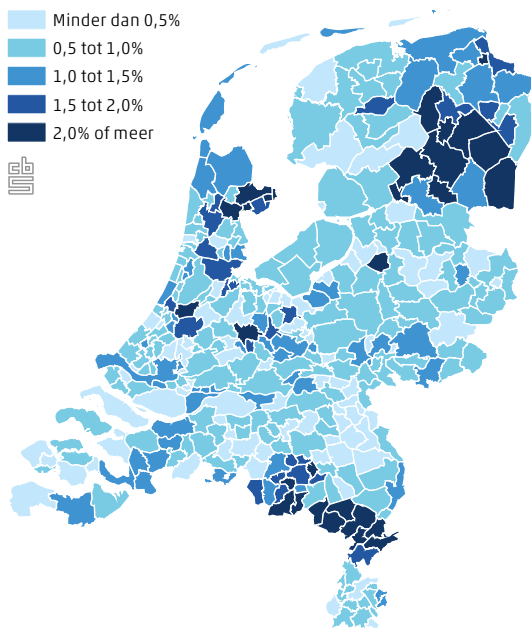 Minder dan 0,5%
0,5 tot 1,0%
1,0 tot 1,5%
1,5 tot 2,0%
2,0% of meer